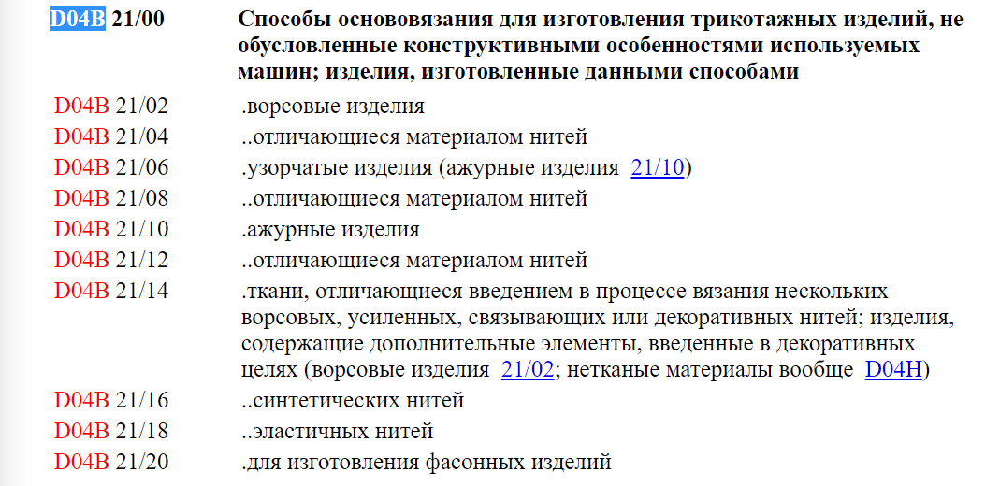 D04B 21/00 Способы основовязания для изготовления трикотажных изделий, не
обусловленные конструктивными особенностями используемых
машин; изделия, изготовленные данными способами
D04B 21/02 .ворсовые изделия
D04B 21/04 ..отличающиеся материалом нитей
D04B 21/06 .узорчатые изделия (ажурные изделия 21/10)
D04B 21/08 ..отличающиеся материалом нитей
D04B 21/10 .ажурные изделия
D04B 21/12 ..отличающиеся материалом нитей
D04B 21/14 .ткани, отличающиеся введением в процессе вязания нескольких
ворсовых, усиленных, связывающих или декоративных нитей; изделия,
содержащие дополнительные элементы, введенные в декоративных
целях (ворсовые изделия 21/02; нетканые материалы вообще D04H)
D04B 21/16 ..синтетических нитей
D04B 21/18 ..эластичных нитей
D04B 21/20 .для изготовления фасонных изделий